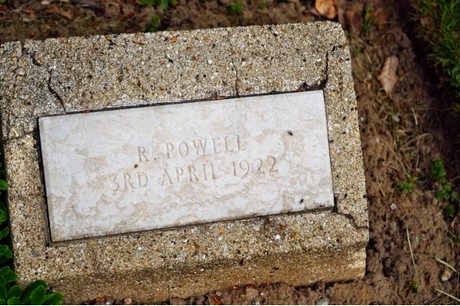 R. POWELL
3RD APRIL 1922